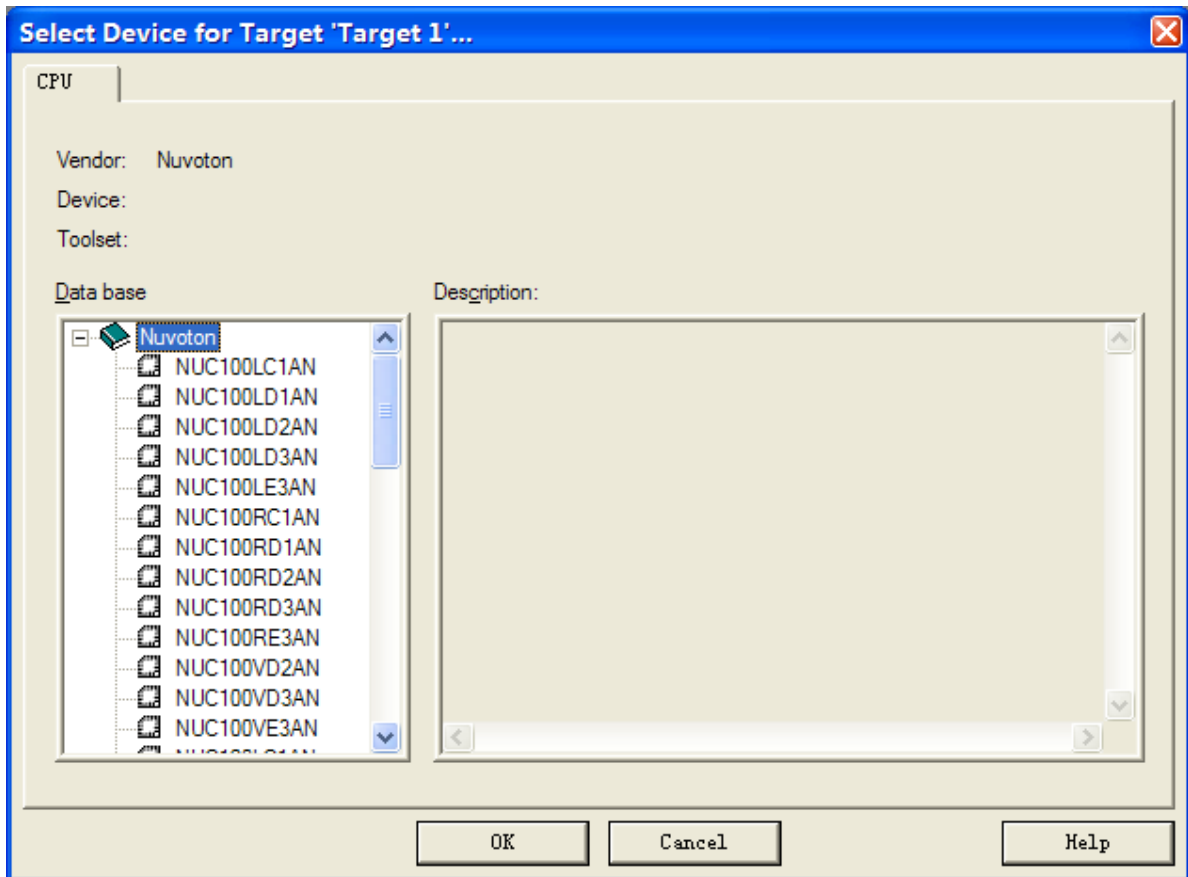 Select Device for Target 'Target 1'...
CPU
Vendor: Nuvoton
Device:
Toolset:
Data base
Description:
Nuvoton
NUC100LC1AN
NUC100LD1AN
NUC100LD2AN
NUC100LD3AN
NUC100LE3AN
NUC100RC1AN
NUC100RD1AN
NUC100RD2AN
NUC100RD3AN
NUC100RE3AN
NUC100VD2AN
NUC100VD3AN
NUC100VE3AN
OK
Cancel
Help